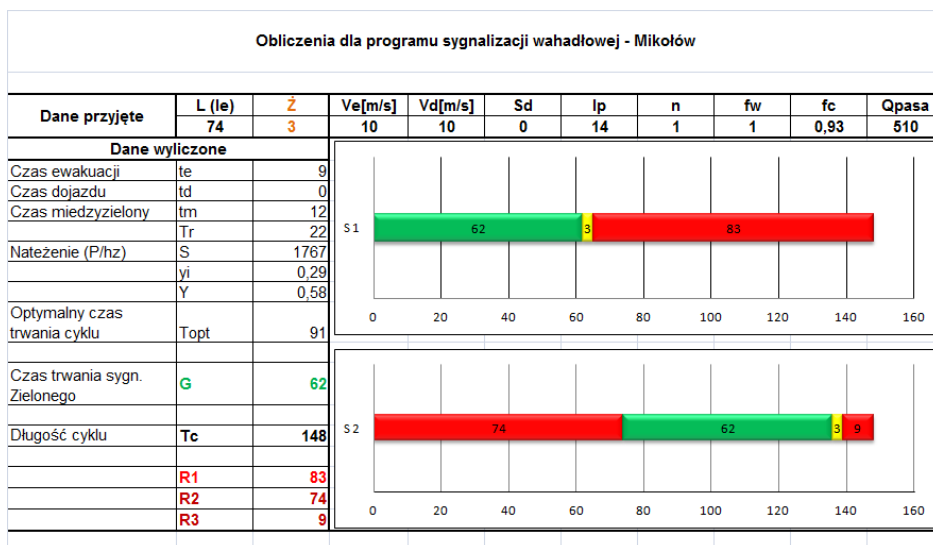 Obliczenia dla programu sygnalizacji wahadłowej - Mikołów
Dane przyjęte L (le) Ż Ve[m/s] Vd[m/s] Sd lp n fw fc Qpasa
74 3 10 10 0 14 1 1 0,93 510
Dane wyliczone
Czas ewakuacji te 9
Czas dojazdu td 0
Czas miedzyzielony tm 12
Tr 22
Nateżenie (P/hz) S 1767
yi 0,29
Y 0,58
Optymalny czas
trwania cyklu Topt 91
Czas trwania sygn.
Zielonego G 62
Długość cyklu Tc 148
R1 83
R2 74
R3 9
S 1 62 3 83
0 20 40 60 80 100 120 140 160
S 2 74 62 3 9
0 20 40 60 80 100 120 140 160